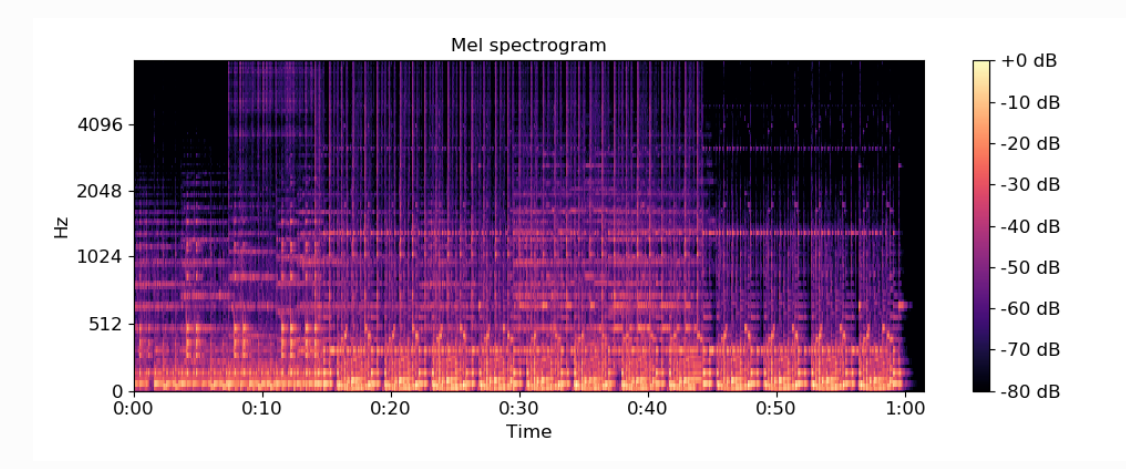 Mel spectrogram
+0 dB
4096
-10 dB
-20 dB
2048
-30 dB
Hz
-40 dB
1024
-50 dB
512
-60 dB
-70 dB
0
-80 dB
0:00 0:10 0:20 0:30 0:40 0:50 1:00
Time